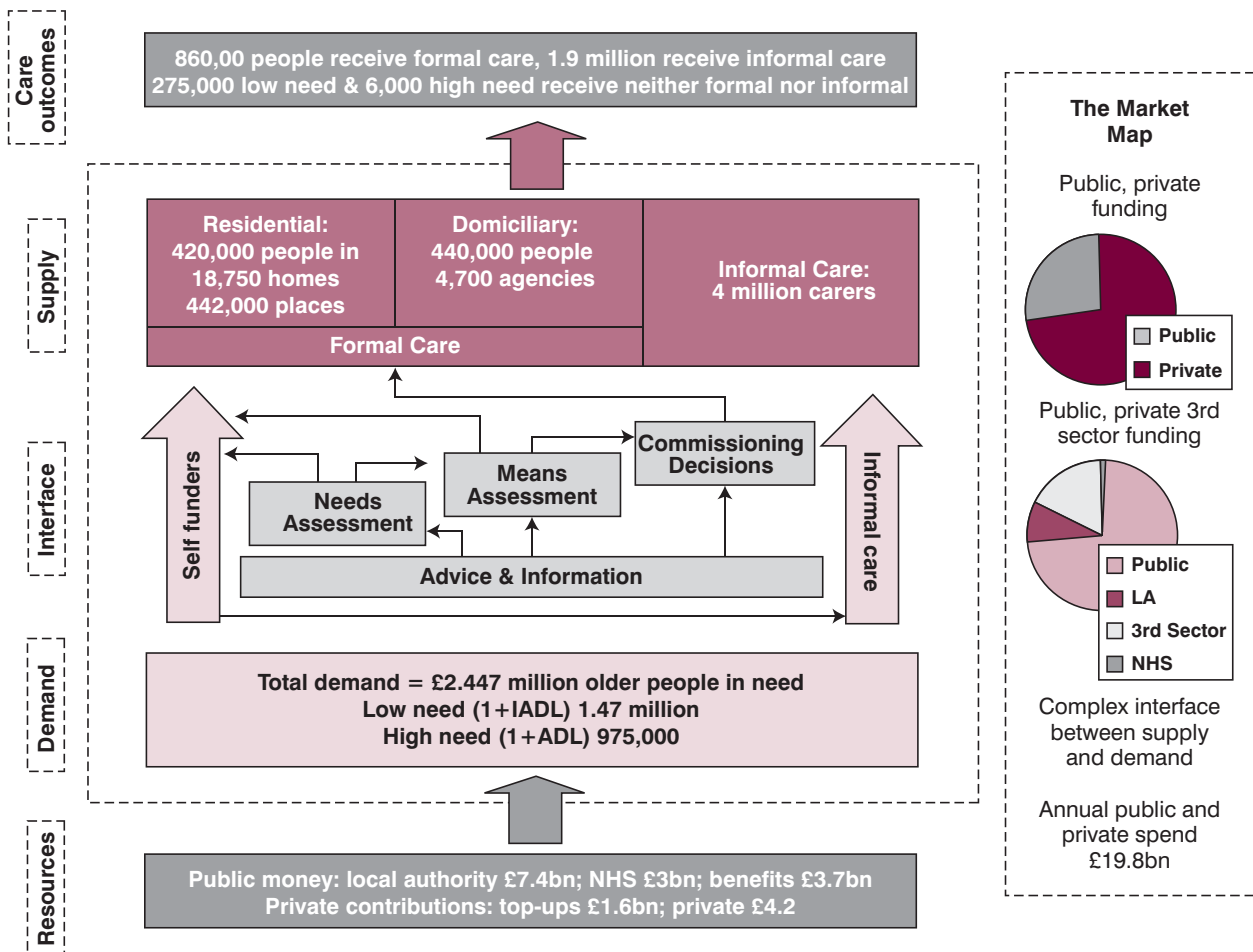 Care
outcomes
860,00 people receive formal care, 1.9 million receive informal care
275,000 low need & 6,000 high need receive neither formal nor informal
Supply
Residential:
420,000 people in
18,750 homes
442,000 places
Domiciliary:
440,000 people
4,700 agencies
Informal Care:
4 million carers
Formal Care
Interface
Self funders
Needs
Assessment
Means
Assessment
Commissioning
Decisions
Informal care
Advice & Information
Demand
Total demand = £2.447 million older people in need
Low need (1+IADL) 1.47 million
High need (1+ADL) 975,000
Resources
Public money: local authority £7.4bn; NHS £3bn; benefits £3.7bn
Private contributions: top-ups £1.6bn; private £4.2
The Market
Map
Public, private
funding
Public
Private
Public, private 3rd
sector funding
Public
LA
3rd Sector
NHS
Complex interface
between supply
and demand
Annual public and
private spend
£19.8bn